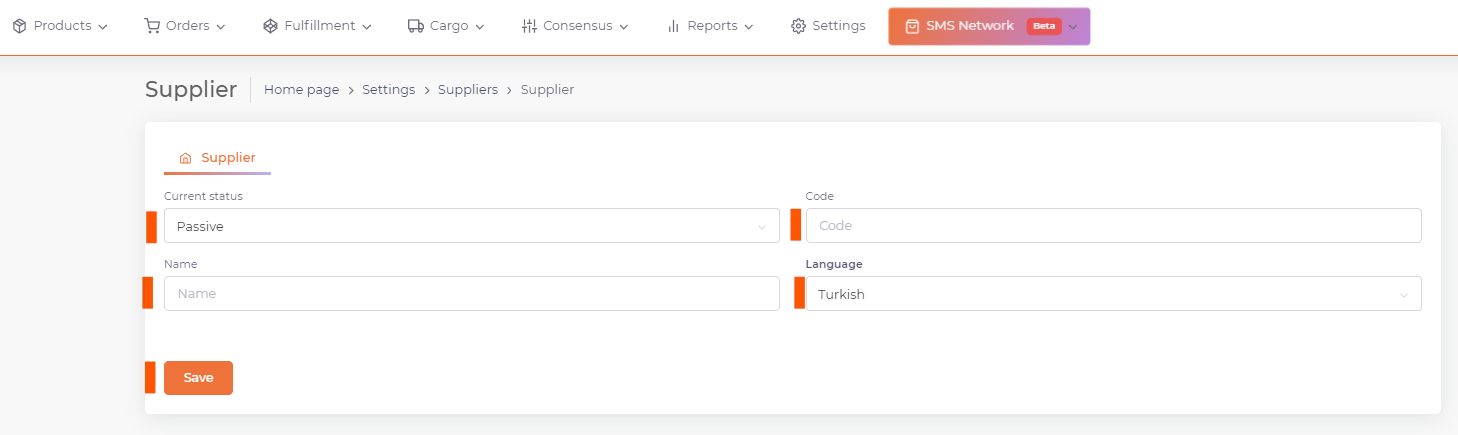 Products Orders Fulfillment Cargo Consensus Reports Settings SMS Network Beta
Supplier Home page > Settings > Suppliers > Supplier
Supplier
Current status Code
Passive Code
Name Language
Name Turkish
Save